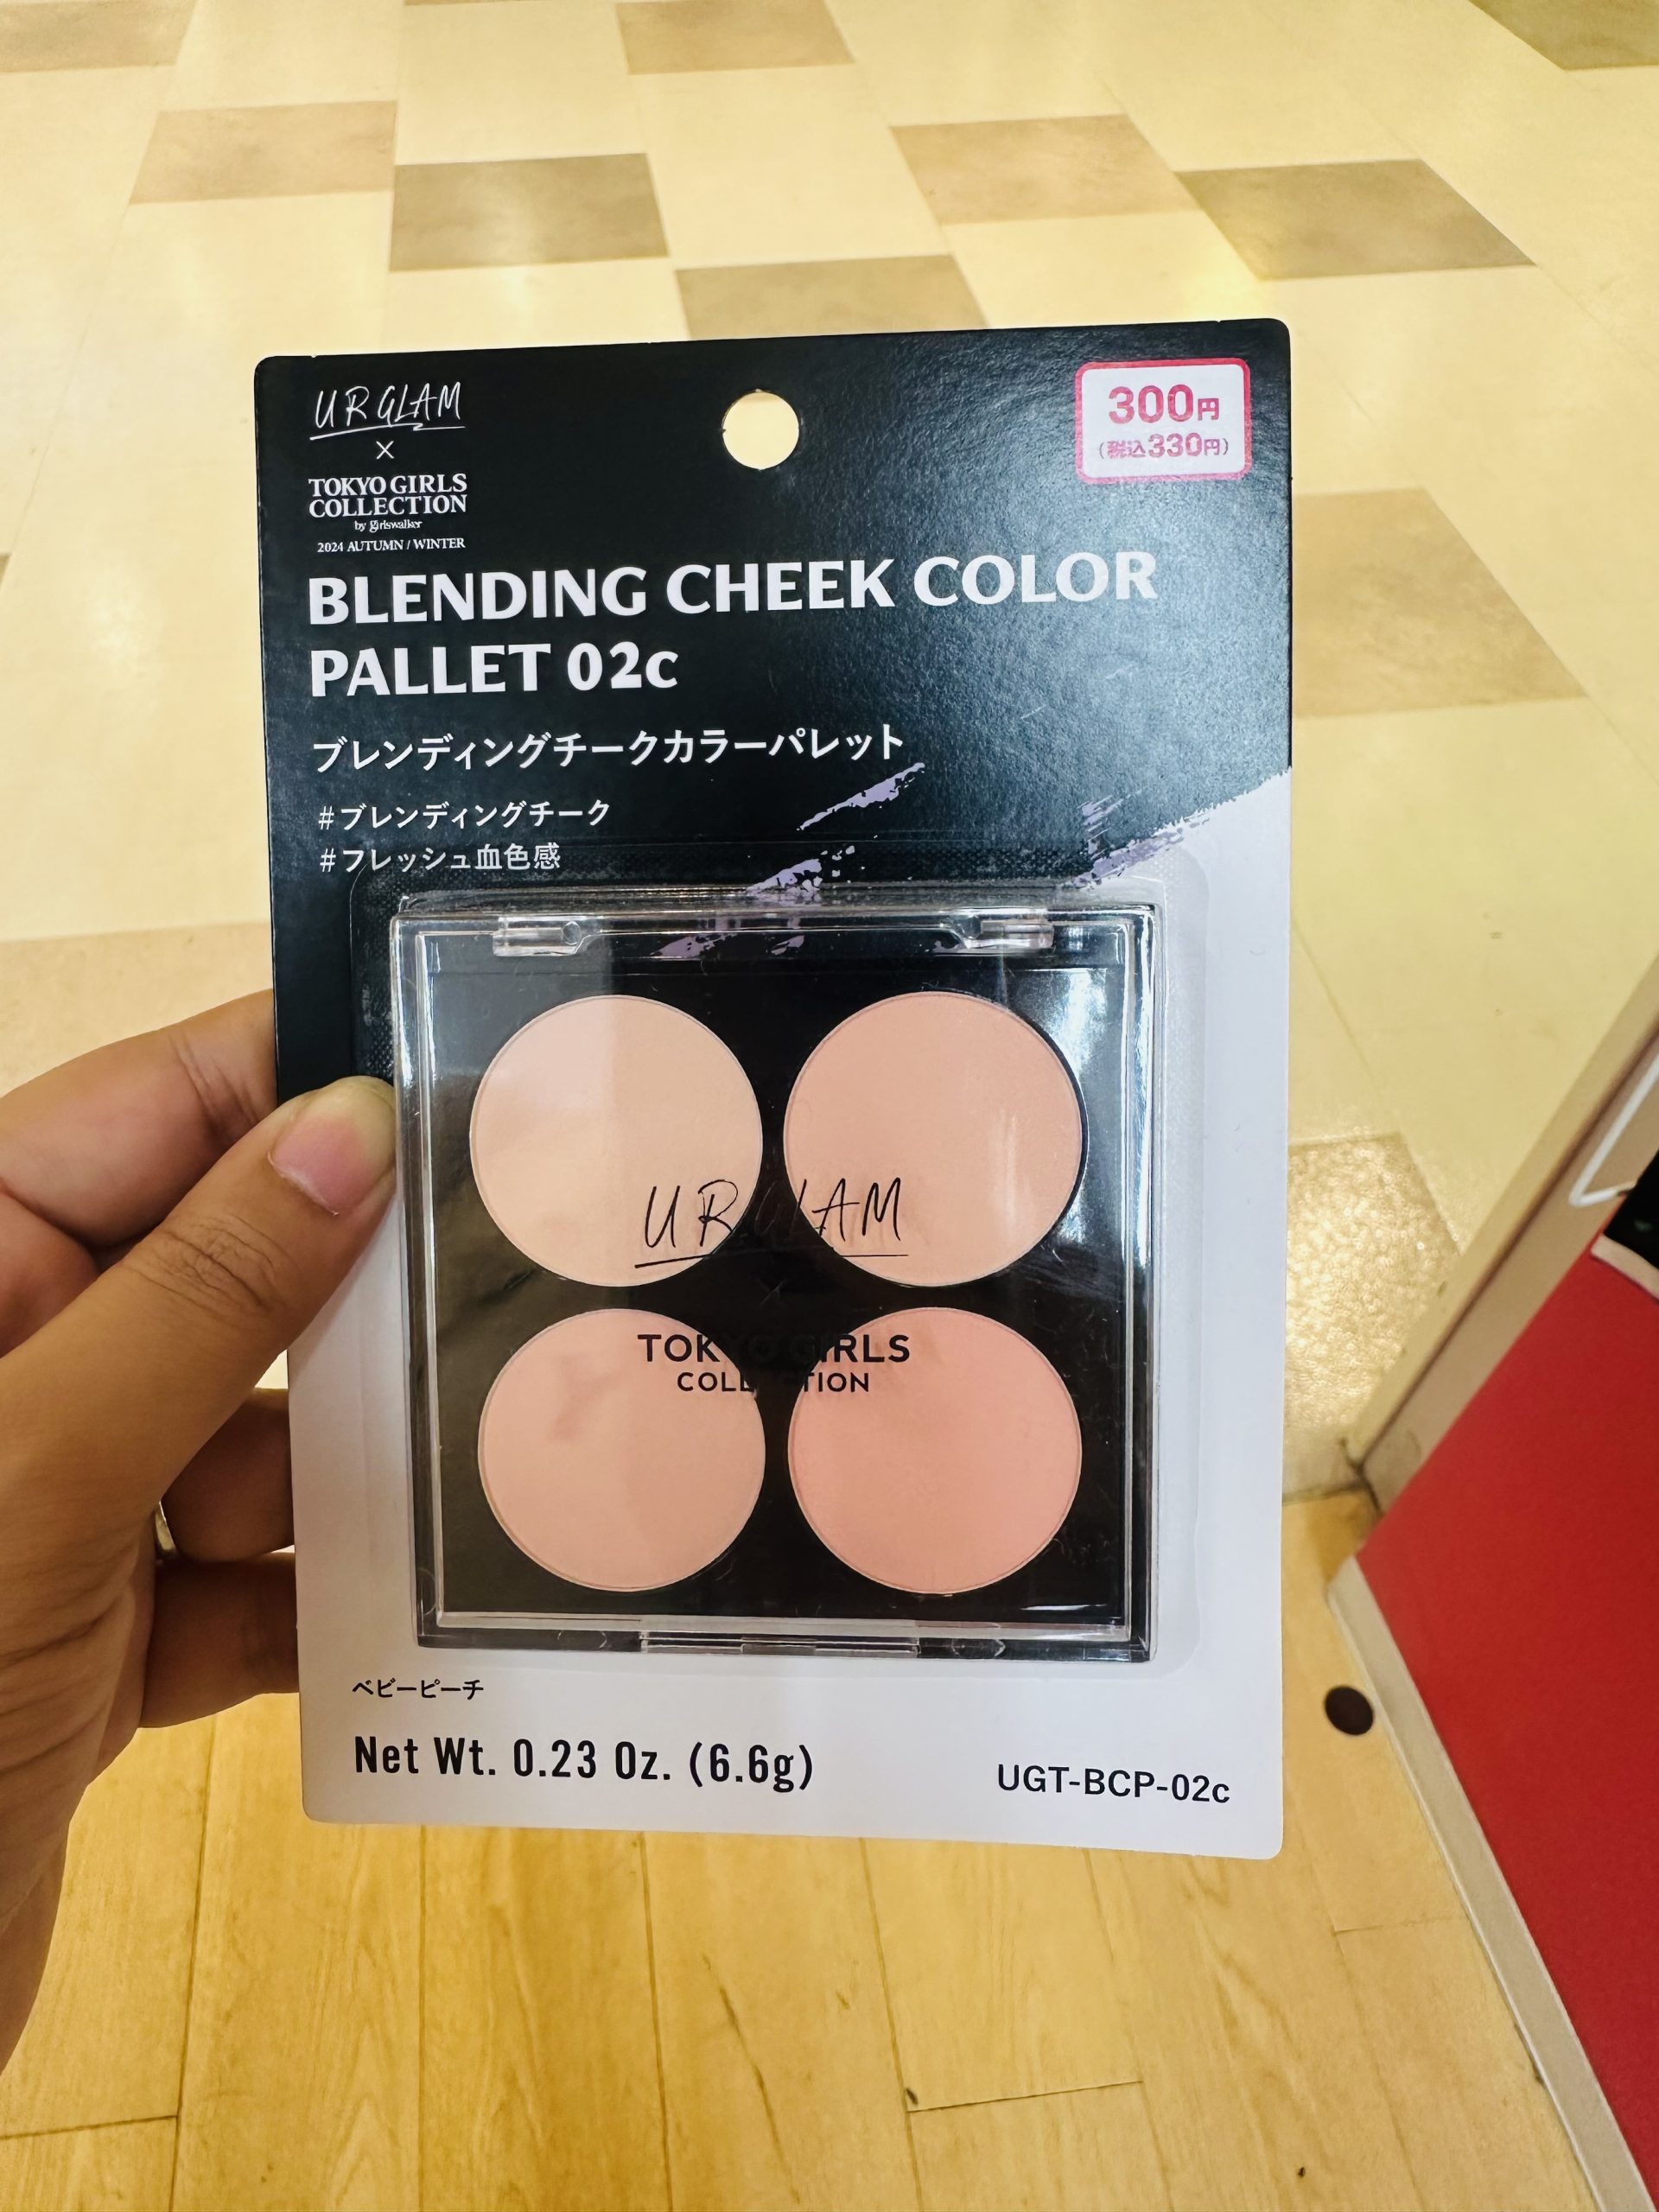 UR GLAM
×
TOKYO GIRLS
COLLECTION
by girlswalker
2024 AUTUMN / WINTER
300円
(税込330円)
BLENDING CHEEK COLOR
PALLET 02c
ブレンディングチークカラーパレット
#ブレンディングチーク
#フレッシュ血色感
UR GLAM
×
TOKYO GIRLS
COLLECTION
ベビーピーチ
Net Wt. 0.23 Oz. (6.6g)
UGT-BCP-02c